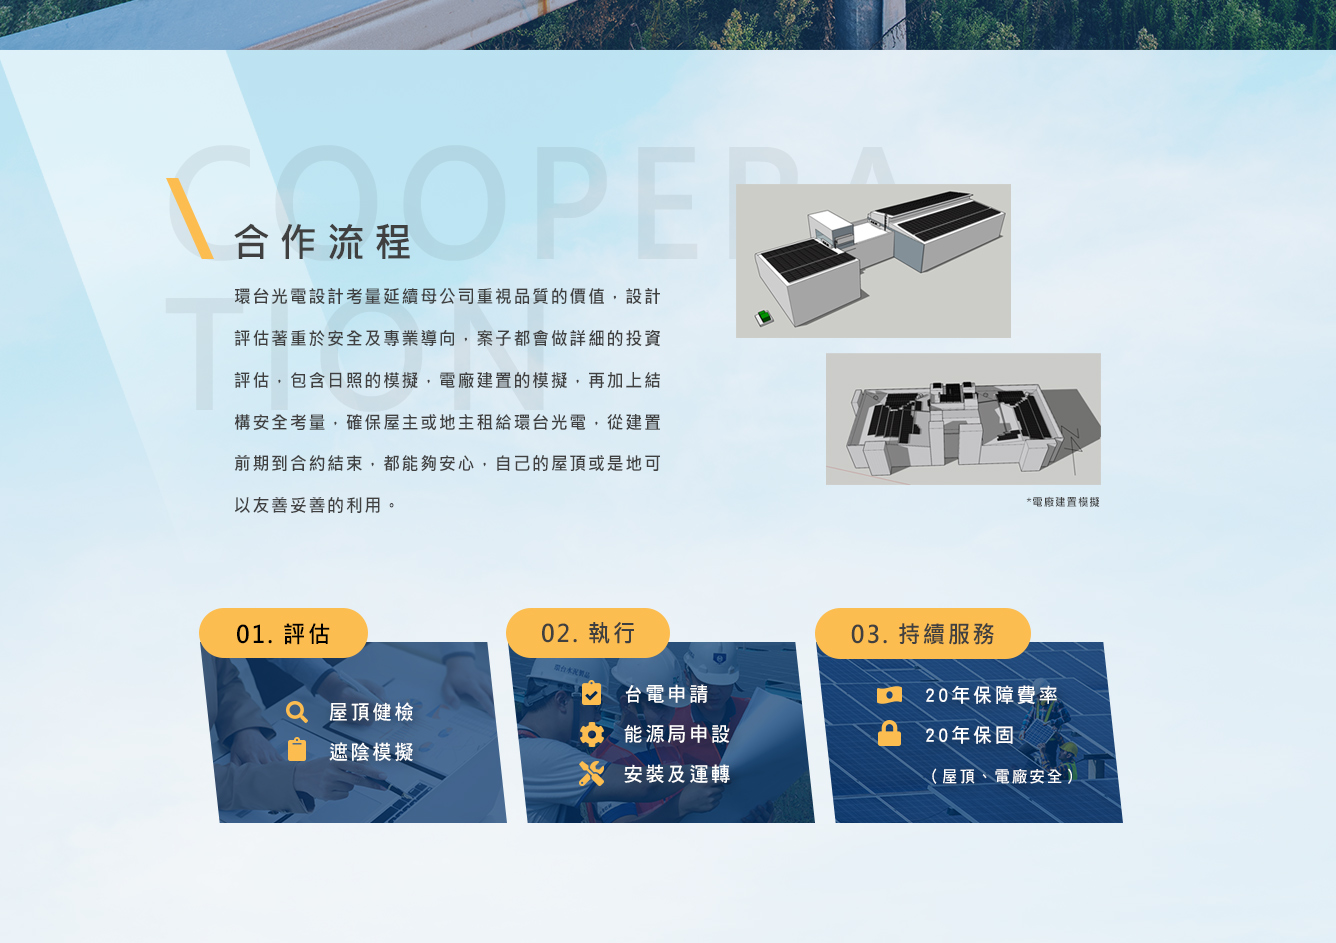 COOPERA
TION
合作流程
環台光電設計考量延續母公司重視品質的價值，設計
評估著重於安全及專業導向，案子都會做詳細的投資
評估，包含日照的模擬，電廠建置的模擬，再加上結
構安全考量，確保屋主或地主租給環台光電，從建置
前期到合約結束，都能夠安心，自己的屋頂或是地可
以友善妥善的利用。
*電廠建置模擬
01. 評估
屋頂健檢
遮陰模擬
02. 執行
台電申請
能源局申設
安裝及運轉
03. 持續服務
20年保障費率
20年保固
（屋頂、電廠安全）